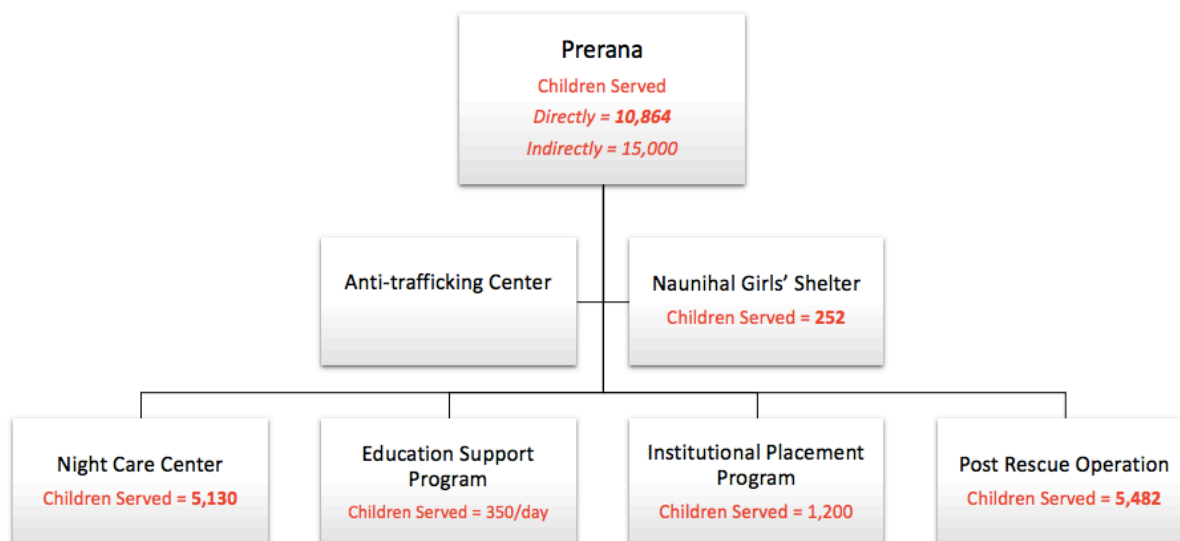 Prerana
Children Served
Directly = 10,864
Indirectly = 15,000
Anti-trafficking Center
Naunihal Girls’ Shelter
Children Served = 252
Night Care Center
Children Served = 5,130
Education Support
Program
Children Served = 350/day
Institutional Placement
Program
Children Served = 1,200
Post Rescue Operation
Children Served = 5,482